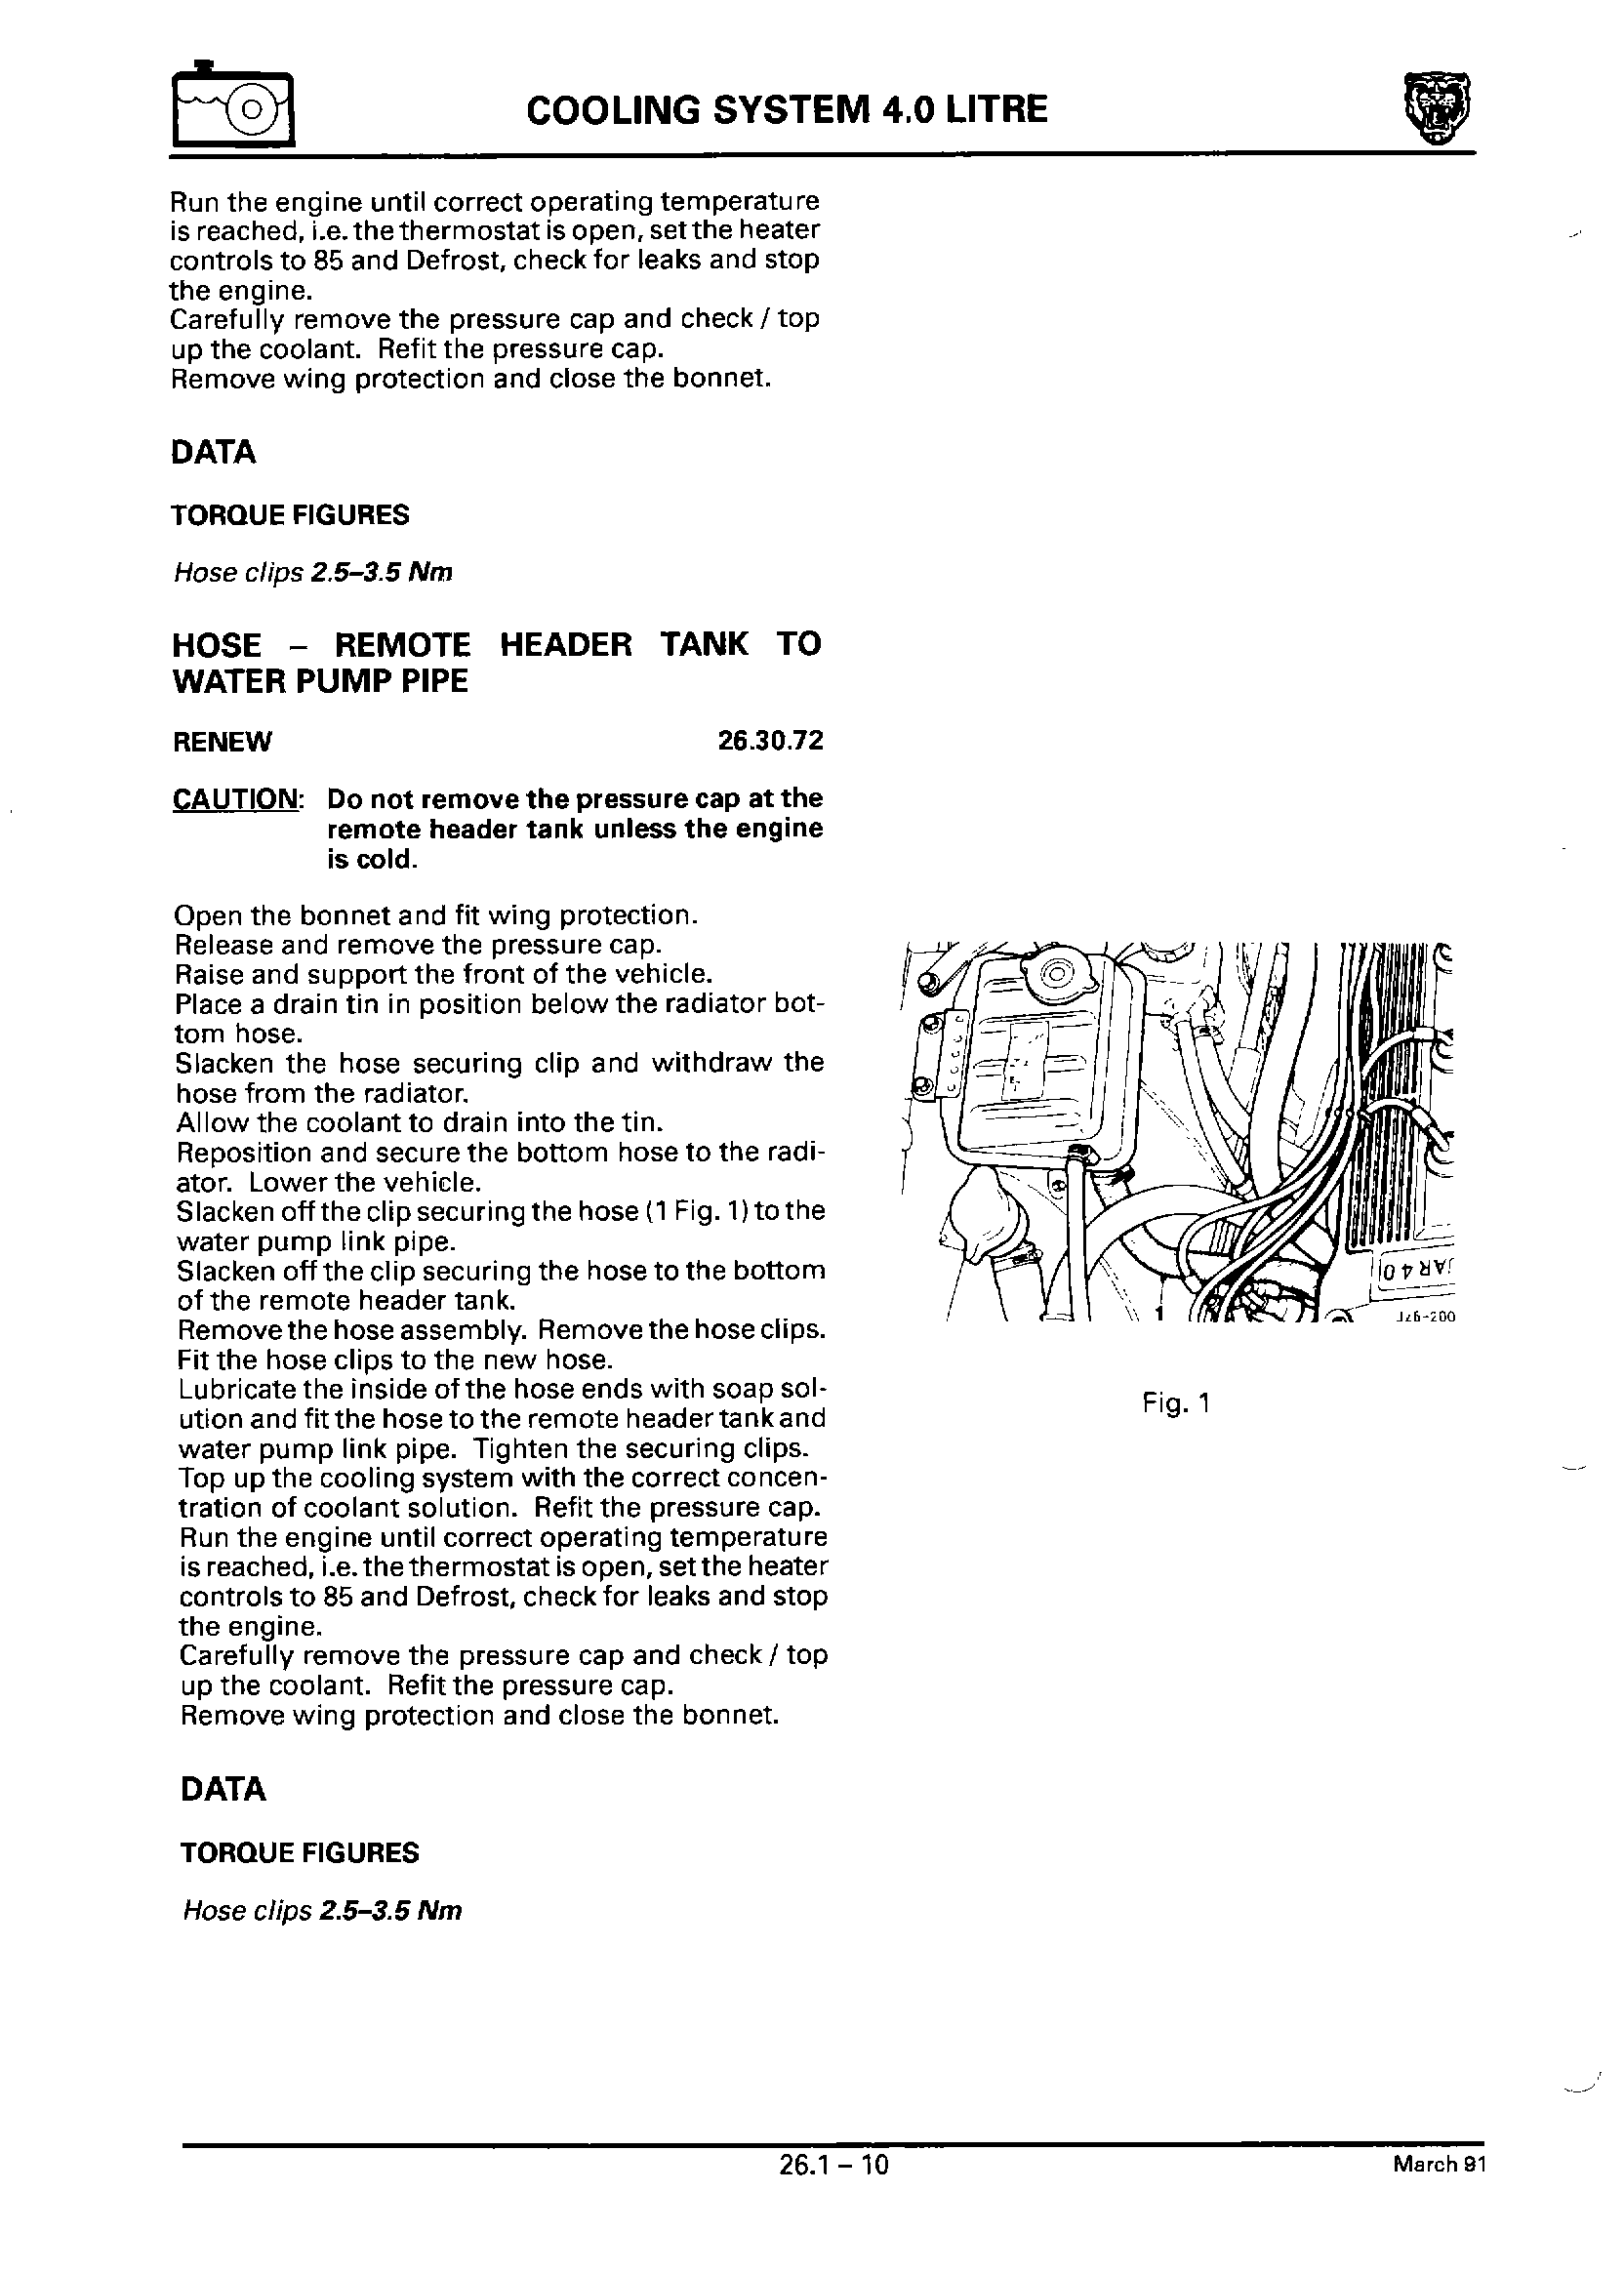 COOLING SYSTEM 4.0 LITRE
Run the engine until correct operating temperature
is reached, i.e. the thermostat is open, set the heater
controls to 85 and Defrost, check for leaks and stop
the engine.
Carefully remove the pressure cap and check / top
up the coolant. Refit the pressure cap.
Remove wing protection and close the bonnet.
DATA
TORQUE FIGURES
Hose clips 2.5–3.5 Nm
HOSE – REMOTE HEADER TANK TO
WATER PUMP PIPE
RENEW 26.30.72
CAUTION: Do not remove the pressure cap at the
remote header tank unless the engine
is cold.
Open the bonnet and fit wing protection.
Release and remove the pressure cap.
Raise and support the front of the vehicle.
Place a drain tin in position below the radiator bot-
tom hose.
Slacken the hose securing clip and withdraw the
hose from the radiator.
Allow the coolant to drain into the tin.
Reposition and secure the bottom hose to the radi-
ator. Lower the vehicle.
Slacken off the clip securing the hose (1 Fig. 1) to the
water pump link pipe.
Slacken off the clip securing the hose to the bottom
of the remote header tank.
Remove the hose assembly. Remove the hose clips.
Fit the hose clips to the new hose.
Lubricate the inside of the hose ends with soap sol-
ution and fit the hose to the remote header tank and
water pump link pipe. Tighten the securing clips.
Top up the cooling system with the correct concen-
tration of coolant solution. Refit the pressure cap.
Run the engine until correct operating temperature
is reached, i.e. the thermostat is open, set the heater
controls to 85 and Defrost, check for leaks and stop
the engine.
Carefully remove the pressure cap and check / top
up the coolant. Refit the pressure cap.
Remove wing protection and close the bonnet.
DATA
TORQUE FIGURES
Hose clips 2.5–3.5 Nm
1
J26-200
Fig. 1
26.1 – 10
March 91